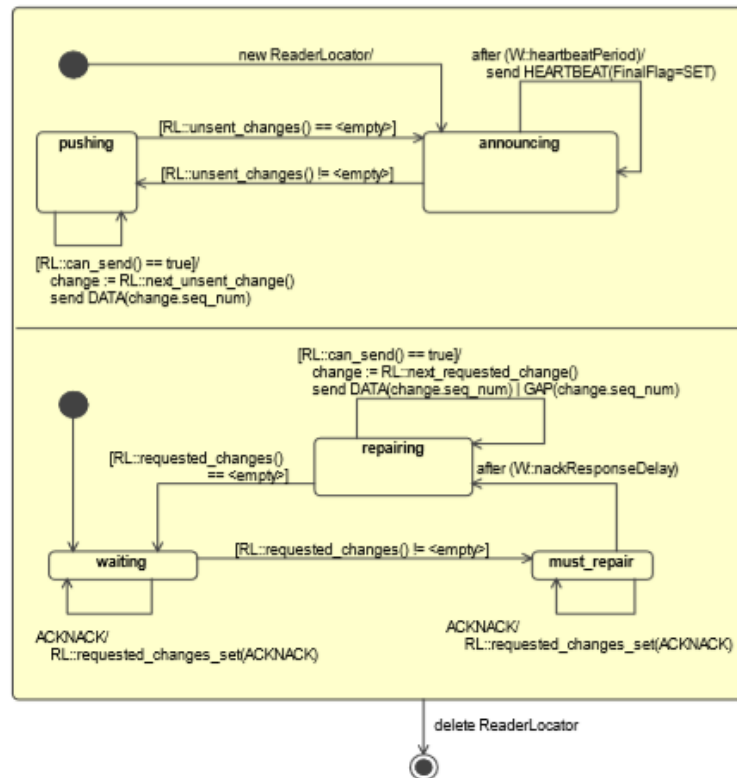 new ReaderLocator/
after (W::heartbeatPeriod)/
send HEARTBEAT(FinalFlag=SET)
[RL::unsent_changes() == <empty>]
pushing
announcing
[RL::unsent_changes() != <empty>]
[RL::can_send() == true]/
change := RL::next_unsent_change()
send DATA(change.seq_num)
[RL::can_send() == true]/
change := RL::next_requested_change()
send DATA(change.seq_num) | GAP(change.seq_num)
[RL::requested_changes()
== <empty>]
repairing
after (W::nackResponseDelay)
waiting
[RL::requested_changes() != <empty>]
must_repair
ACKNACK/
RL::requested_changes_set(ACKNACK)
ACKNACK/
RL::requested_changes_set(ACKNACK)
delete ReaderLocator